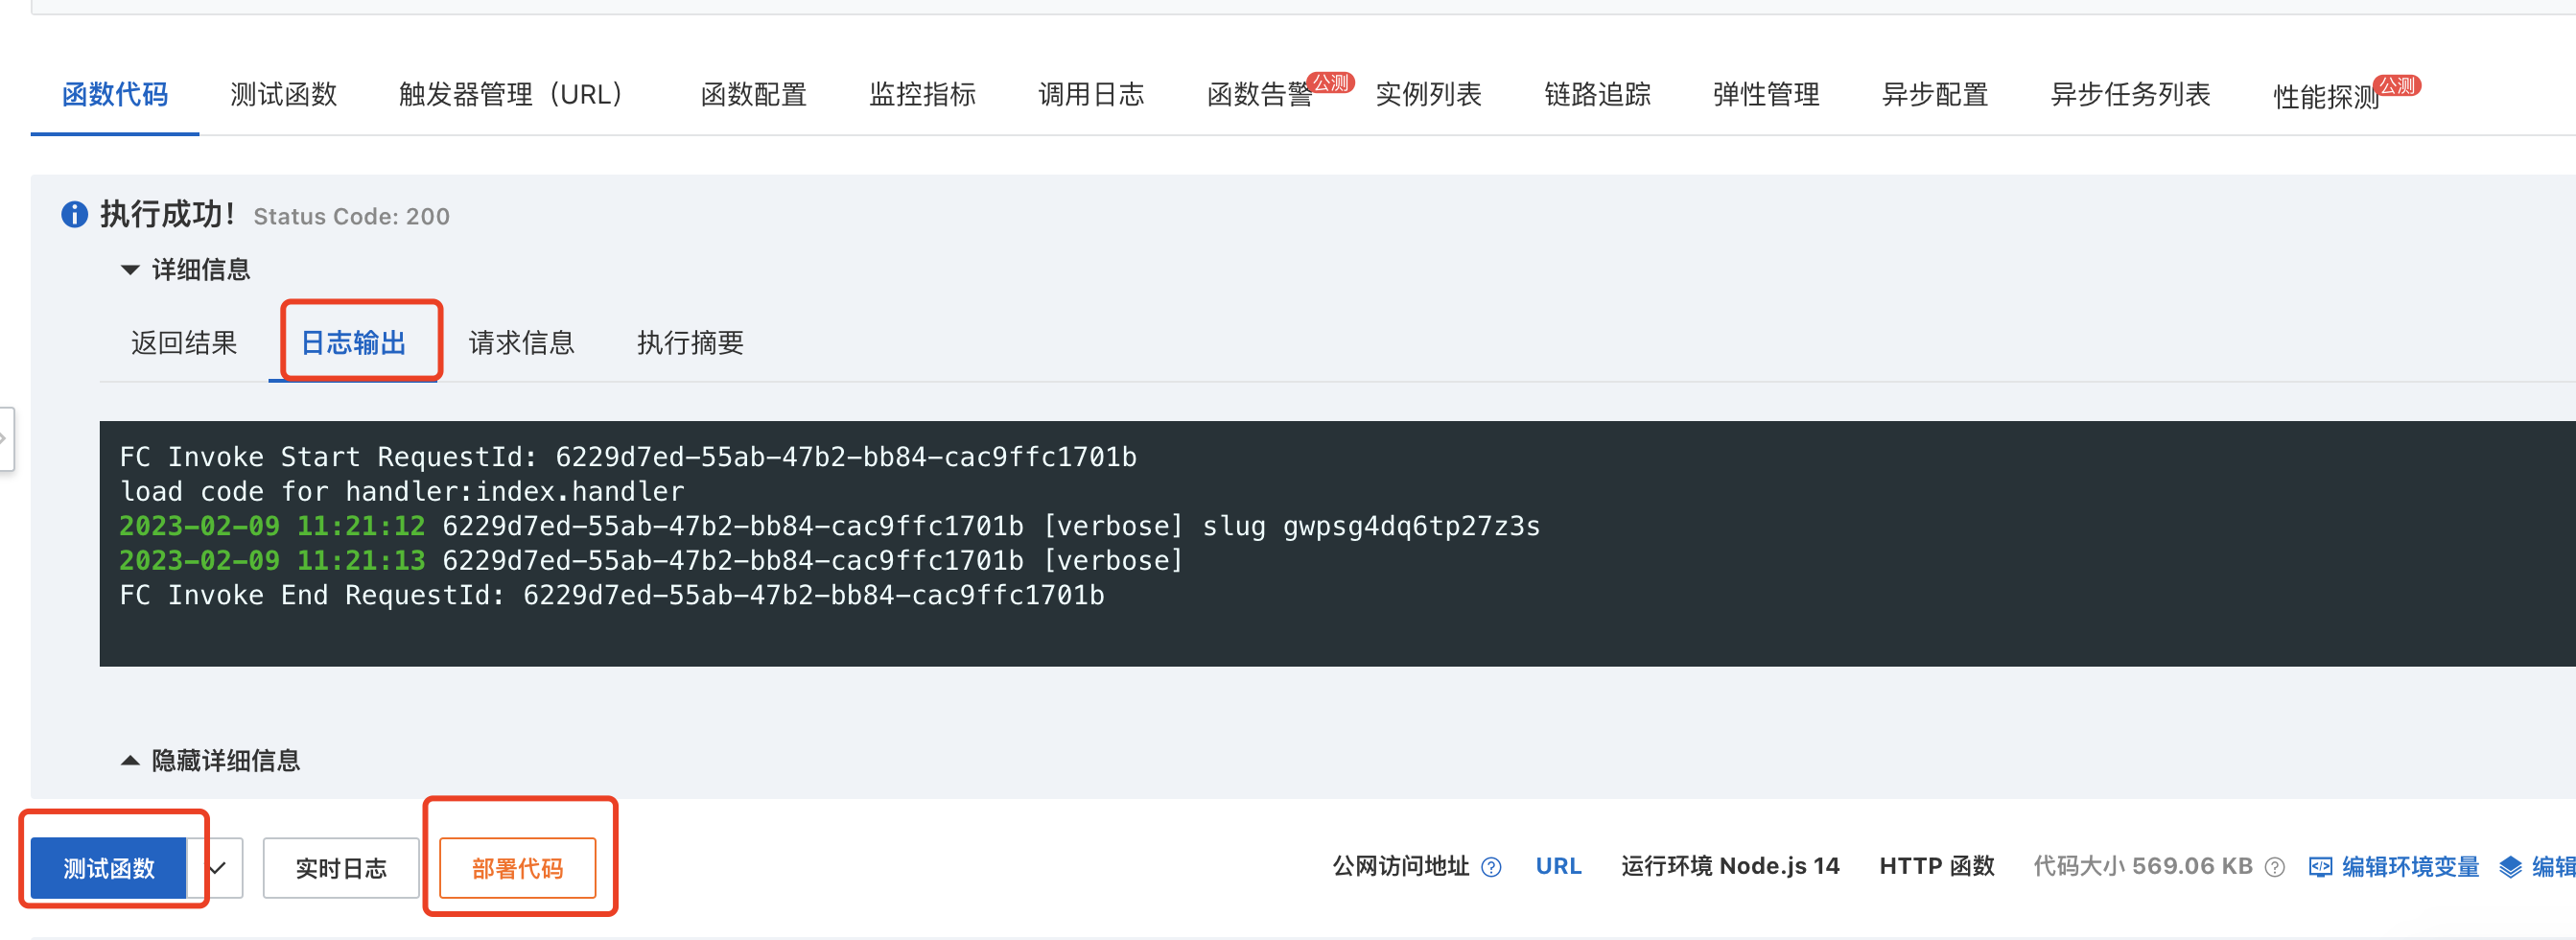 函数代码 测试函数 触发器管理（URL） 函数配置 监控指标 调用日志 函数告警 公测 实例列表 链路追踪 弹性管理 异步配置 异步任务列表 性能探测 公测
执行成功！ Status Code: 200
详细信息
返回结果 日志输出 请求信息 执行摘要
FC Invoke Start RequestId: 6229d7ed-55ab-47b2-bb84-cac9ffc1701b
load code for handler:index.handler
2023-02-09 11:21:12 6229d7ed-55ab-47b2-bb84-cac9ffc1701b [verbose] slug gwpsg4dq6tp27z3s
2023-02-09 11:21:13 6229d7ed-55ab-47b2-bb84-cac9ffc1701b [verbose]
FC Invoke End RequestId: 6229d7ed-55ab-47b2-bb84-cac9ffc1701b
隐藏详细信息
测试函数 实时日志 部署代码 公网访问地址 URL 运行环境 Node.js 14 HTTP 函数 代码大小 569.06 KB 编辑环境变量 编辑